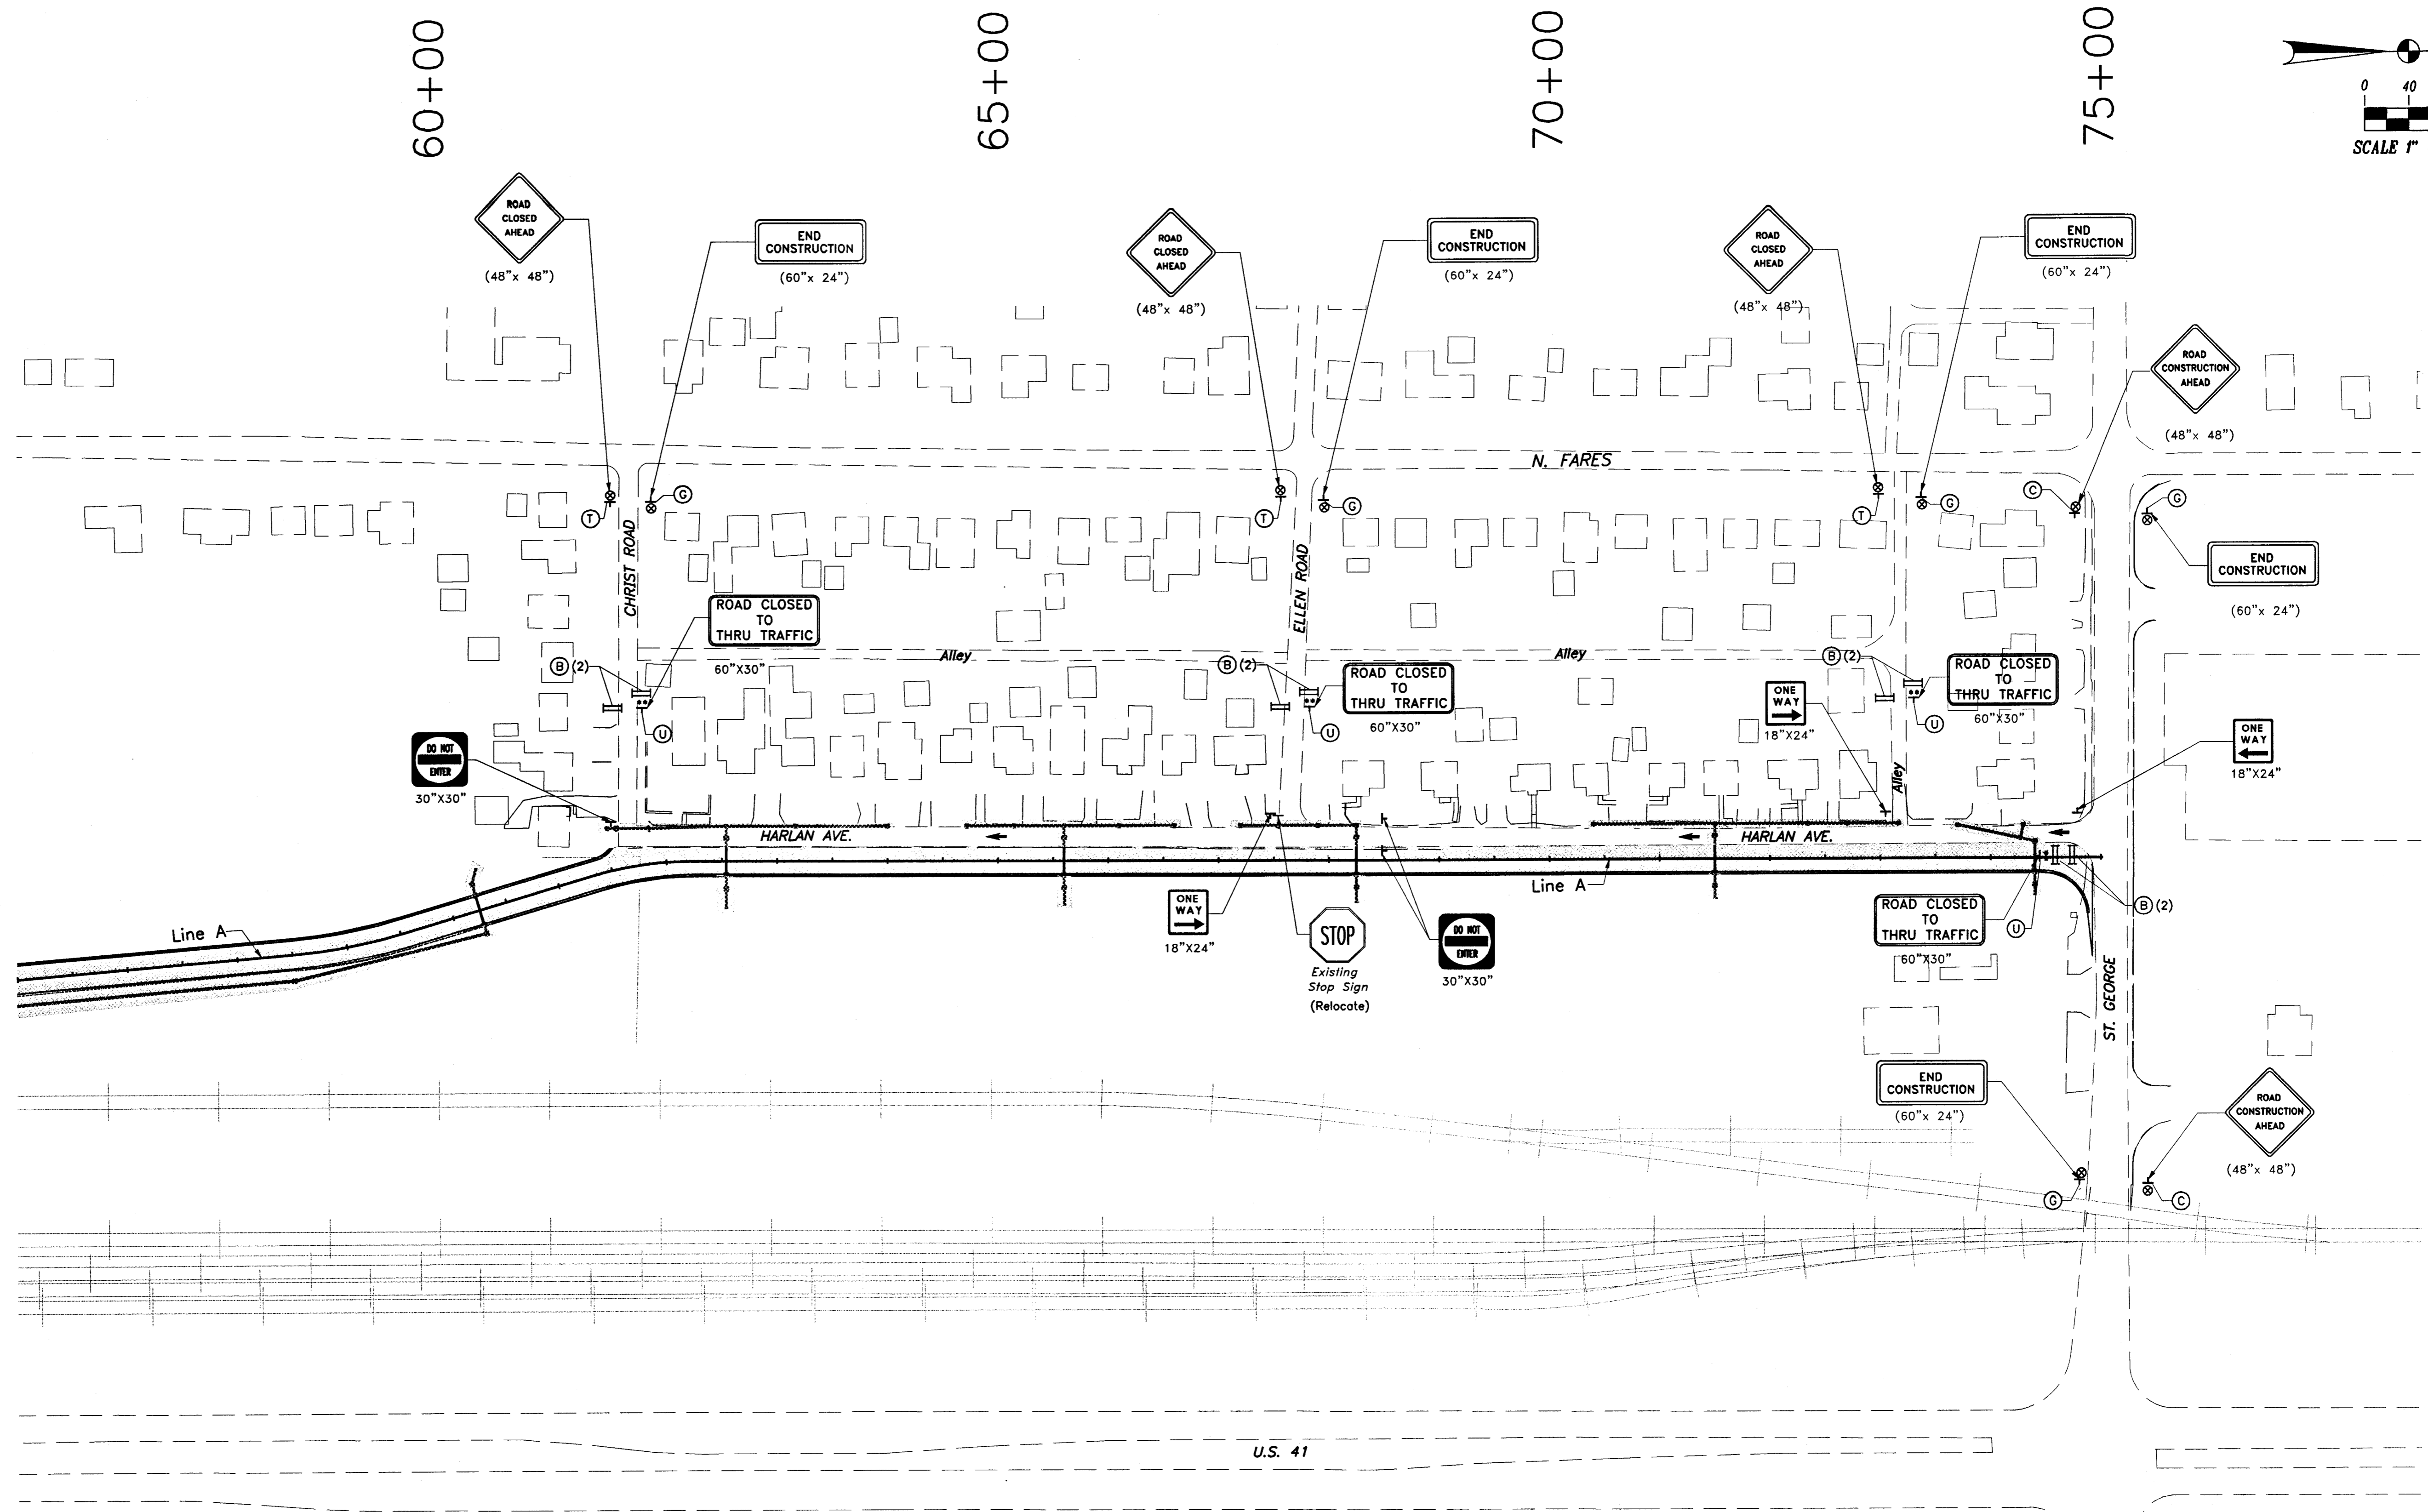 60+00
65+00
70+00
75+00
0 40
SCALE 1"
ROAD
CLOSED
AHEAD
(48"x 48")
END
CONSTRUCTION
(60"x 24")
ROAD
CLOSED
AHEAD
(48"x 48")
END
CONSTRUCTION
(60"x 24")
ROAD
CLOSED
AHEAD
(48"x 48")
END
CONSTRUCTION
(60"x 24")
ROAD
CONSTRUCTION
AHEAD
(48"x 48")
N. FARES
T
G
T
G
T
G
C
G
END
CONSTRUCTION
(60"x 24")
CHRIST ROAD
ELLEN ROAD
ROAD CLOSED
TO
THRU TRAFFIC
60"X30"
B (2)
U
Alley
B (2)
ROAD CLOSED
TO
THRU TRAFFIC
60"X30"
U
Alley
B (2)
ROAD CLOSED
TO
THRU TRAFFIC
60"X30"
U
ONE
WAY
18"X24"
Alley
ONE
WAY
18"X24"
DO NOT
ENTER
30"X30"
HARLAN AVE.
HARLAN AVE.
Line A
Line A
ONE
WAY
18"X24"
STOP
Existing
Stop Sign
(Relocate)
DO NOT
ENTER
30"X30"
ROAD CLOSED
TO
THRU TRAFFIC
60"X30"
U
B (2)
ST. GEORGE
END
CONSTRUCTION
(60"x 24")
G
ROAD
CONSTRUCTION
AHEAD
(48"x 48")
C
U.S. 41